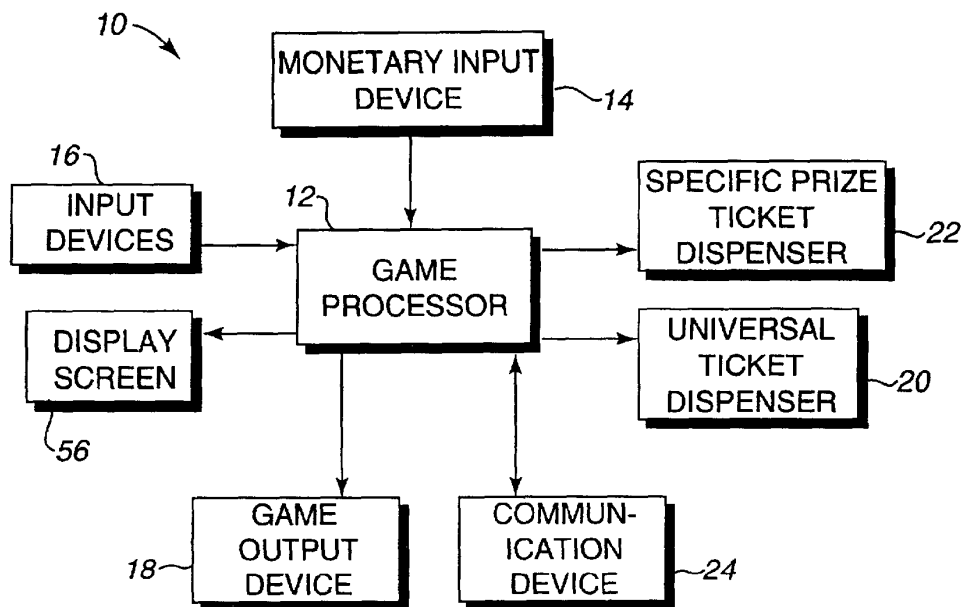 10
MONETARY INPUT
DEVICE
14
16
INPUT
DEVICES
12
GAME
PROCESSOR
SPECIFIC PRIZE
TICKET
DISPENSER
22
DISPLAY
SCREEN
56
UNIVERSAL
TICKET
DISPENSER
20
GAME
OUTPUT
DEVICE
18
COMMUN-
ICATION
DEVICE
24